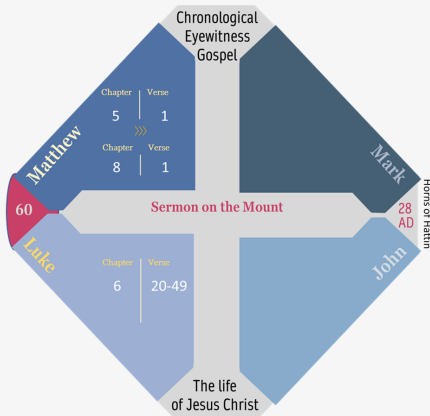 Chronological
Eyewitness
Gospel
Matthew
Chapter Verse
5 1
>>>
Chapter Verse
8 1
Mark
60
Sermon on the Mount
28
AD
Horns of Hattin
Luke
Chapter Verse
6 20-49
John
The life
of Jesus Christ